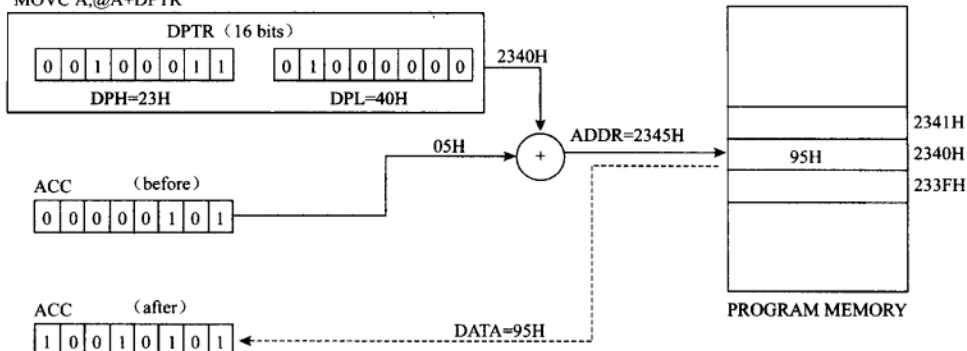 MOVC A,@A+DPTR
DPTR（16 bits）
0 0 1 0 0 0 1 1
0 1 0 0 0 0 0 0
2340H
DPH=23H
DPL=40H
2341H
05H
+
ADDR=2345H
95H
2340H
233FH
ACC （before）
0 0 0 0 0 1 0 1
PROGRAM MEMORY
ACC （after）
DATA=95H
1 0 0 1 0 1 0 1